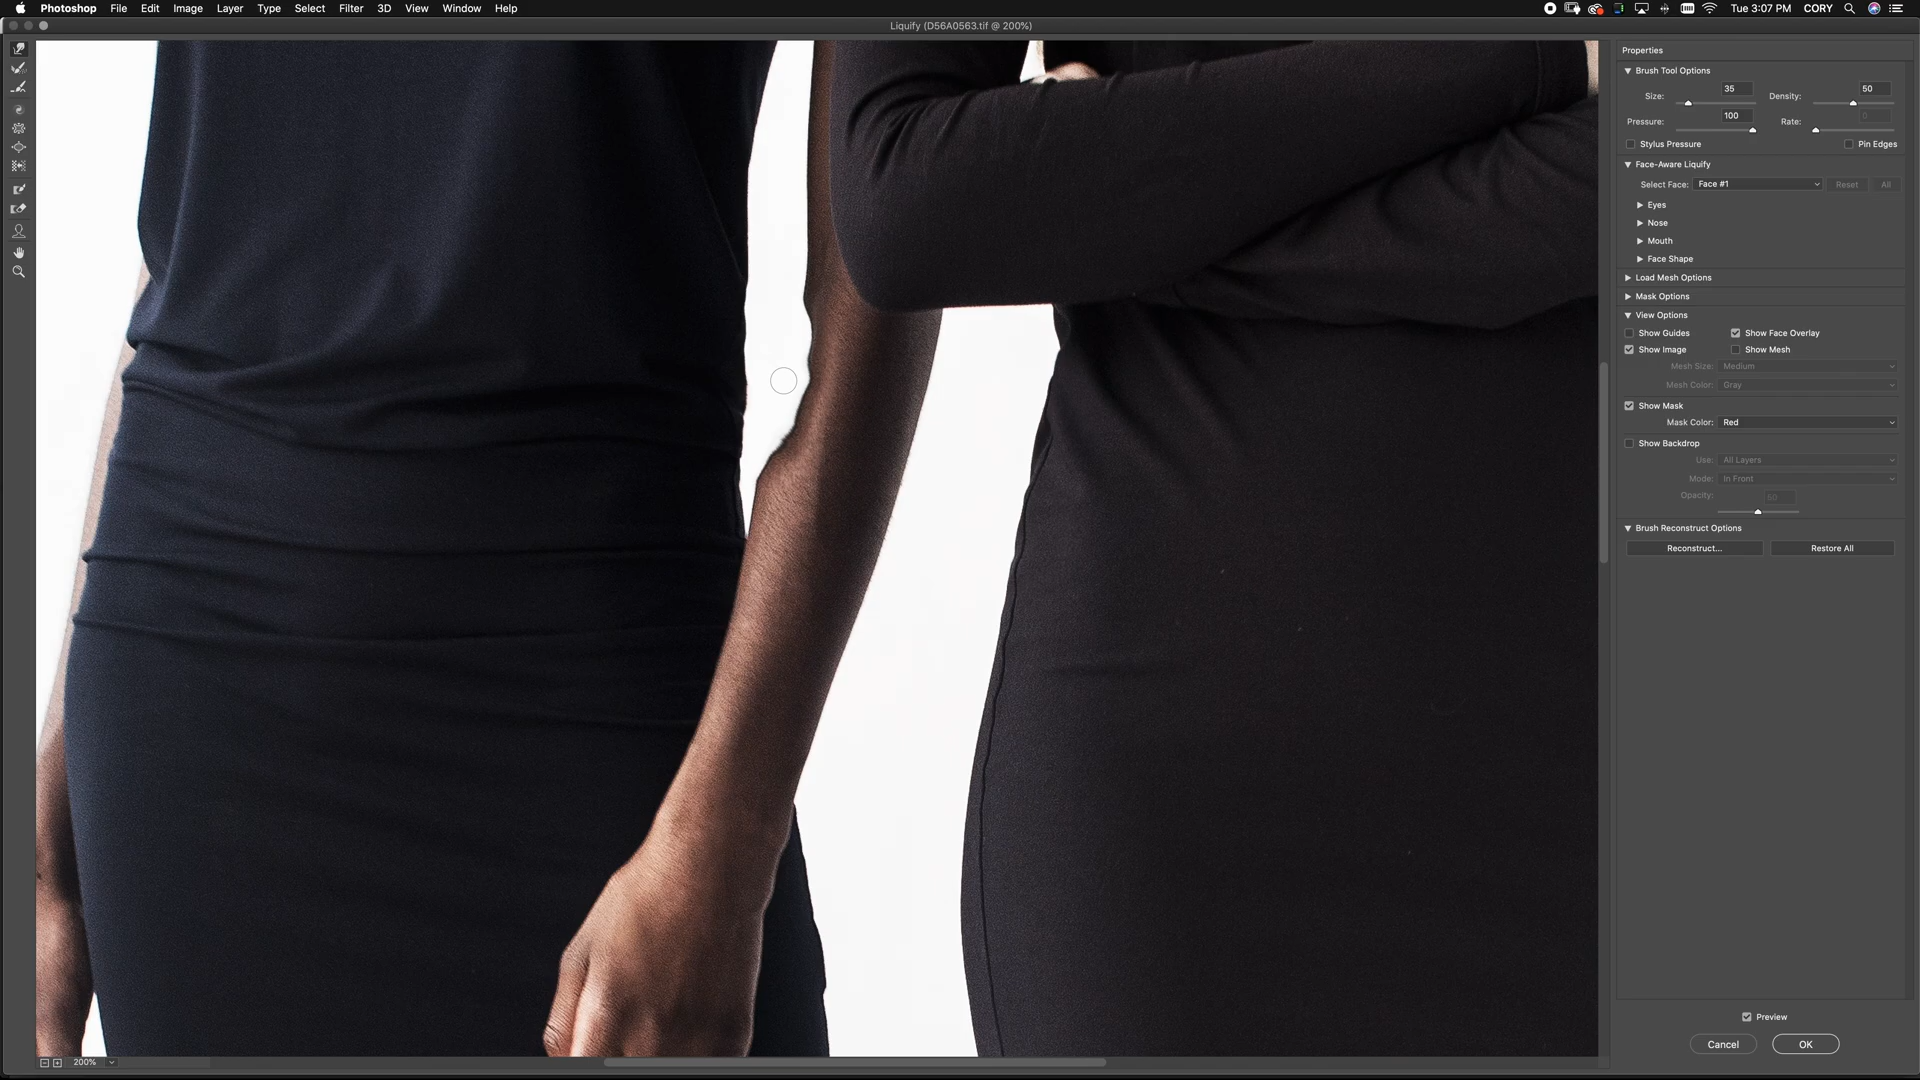 Photoshop File Edit Image Layer Type Select Filter 3D View Window Help Tue 3:07 PM CORY
Liquify (D56A0563.tif @ 200%)
Properties
Brush Tool Options
Size: 35 Density: 50
Pressure: 100 Rate: 0
Stylus Pressure Pin Edges
Face-Aware Liquify
Select Face: Face #1 Reset All
Eyes
Nose
Mouth
Face Shape
Load Mesh Options
Mask Options
View Options
Show Guides Show Face Overlay
Show Image Show Mesh
Mesh Size: Medium
Mesh Color: Gray
Show Mask
Mask Color: Red
Show Backdrop
Use: All Layers
Mode: In Front
Opacity: 50
Brush Reconstruct Options
Reconstruct... Restore All
Preview
Cancel OK
200%